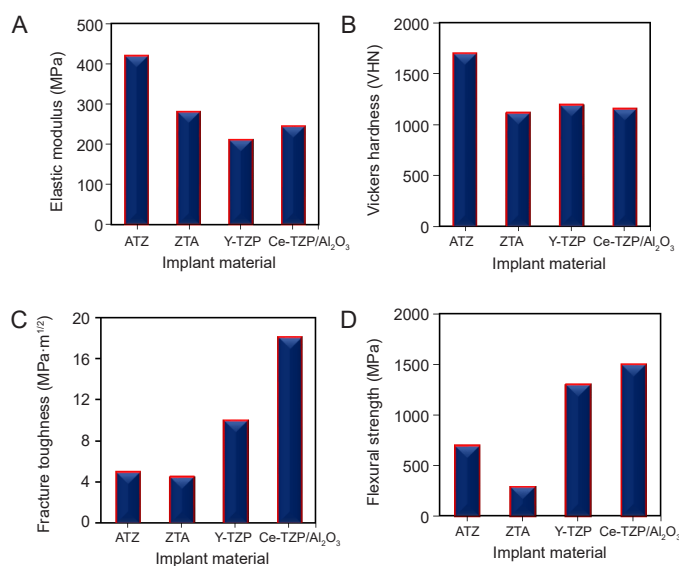 A
Elastic modulus (MPa)
500
400
300
200
100
0
ATZ ZTA Y-TZP Ce-TZP/Al₂O₃
Implant material
B
Vickers hardness (VHN)
2000
1500
1000
500
0
ATZ ZTA Y-TZP Ce-TZP/Al₂O₃
Implant material
C
Fracture toughness (MPa·m¹/²)
20
16
12
8
4
0
ATZ ZTA Y-TZP Ce-TZP/Al₂O₃
Implant material
D
Flexural strength (MPa)
2000
1500
1000
500
0
ATZ ZTA Y-TZP Ce-TZP/Al₂O₃
Implant material